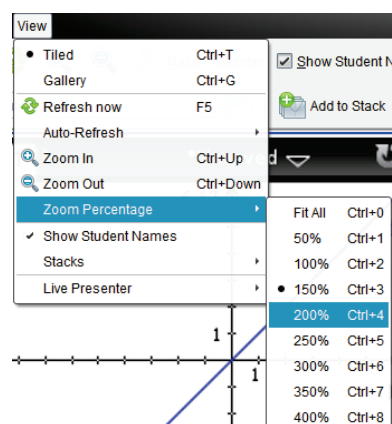 View
Tiled Ctrl+T
Gallery Ctrl+G
Refresh now F5
Auto-Refresh
Zoom In Ctrl+Up
Zoom Out Ctrl+Down
Zoom Percentage
Show Student Names
Stacks
Live Presenter
Show Student N
Add to Stack
d
Fit All Ctrl+0
50% Ctrl+1
100% Ctrl+2
150% Ctrl+3
200% Ctrl+4
250% Ctrl+5
300% Ctrl+6
350% Ctrl+7
400% Ctrl+8
1
1